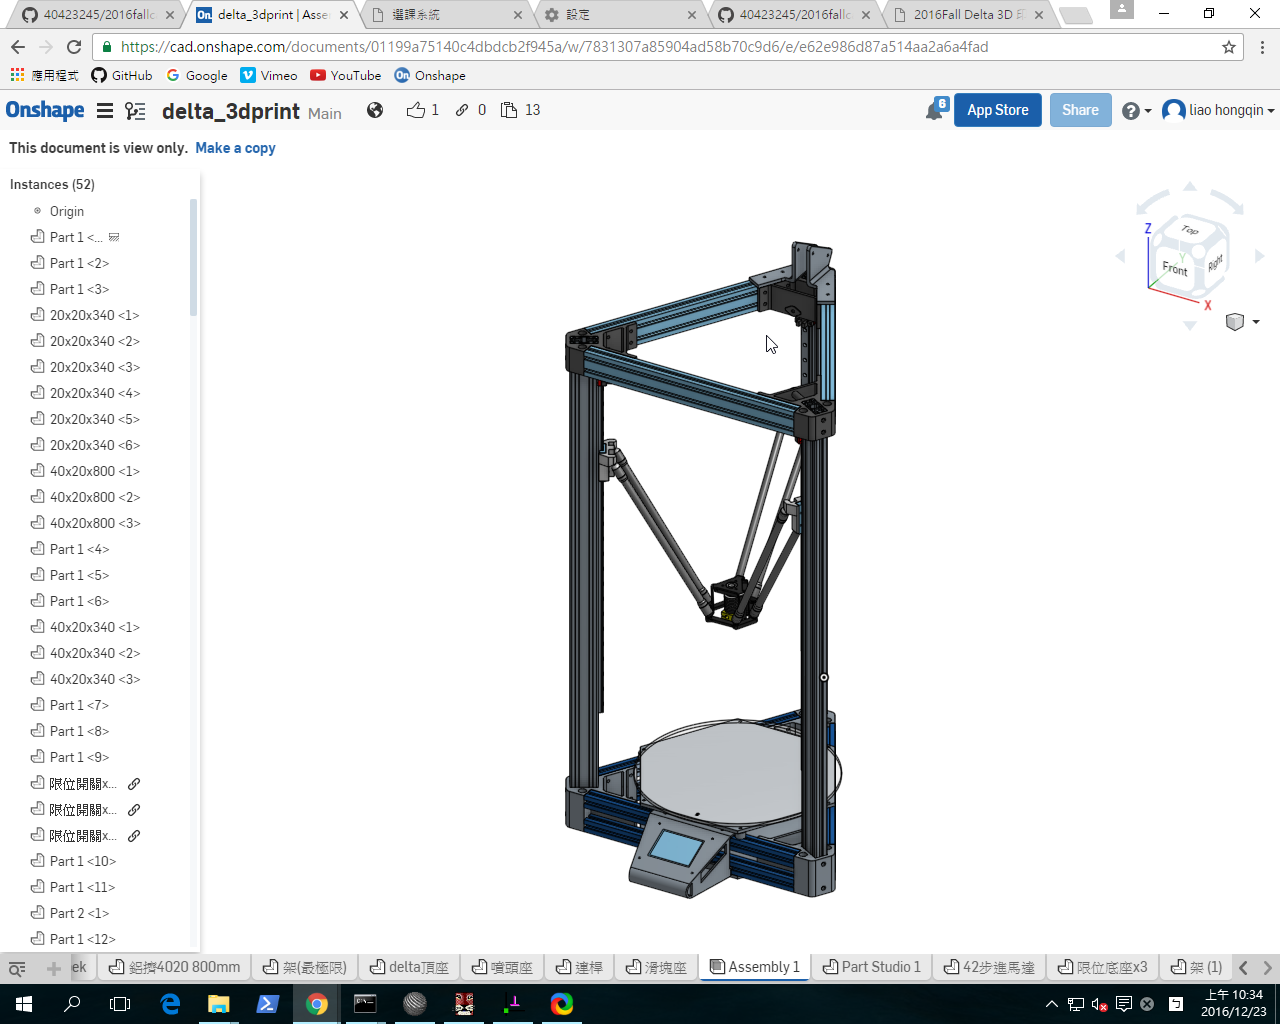 40423245/2016fallc
delta_3dprint | Asse
選課系統
設定
40423245/2016fallc
2016Fall Delta 3D 印
https://cad.onshape.com/documents/01199a75140c4dbdcb2f945a/w/7831307a85904ad58b70c9d6/e/e62e986d87a514aa2a6a4fad
應用程式
GitHub
Google
Vimeo
YouTube
On Onshape
Onshape
delta_3dprint Main
1
0
13
6
App Store
Share
liao hongqin
This document is view only. Make a copy
Instances (52)
Origin
Part 1 <...
Part 1 <2>
Part 1 <3>
20x20x340 <1>
20x20x340 <2>
20x20x340 <3>
20x20x340 <4>
20x20x340 <5>
20x20x340 <6>
40x20x800 <1>
40x20x800 <2>
40x20x800 <3>
Part 1 <4>
Part 1 <5>
Part 1 <6>
40x20x340 <1>
40x20x340 <2>
40x20x340 <3>
Part 1 <7>
Part 1 <8>
Part 1 <9>
限位開關x...
限位開關x...
限位開關x...
Part 1 <10>
Part 1 <11>
Part 2 <1>
Part 1 <12>
Z
Top
Y
Front
Right
X
ek
鋁擠4020 800mm
架(最極限)
delta頂座
噴頭座
連桿
滑塊座
Assembly 1
Part Studio 1
42步進馬達
限位底座x3
架 (1)
上午 10:34
2016/12/23